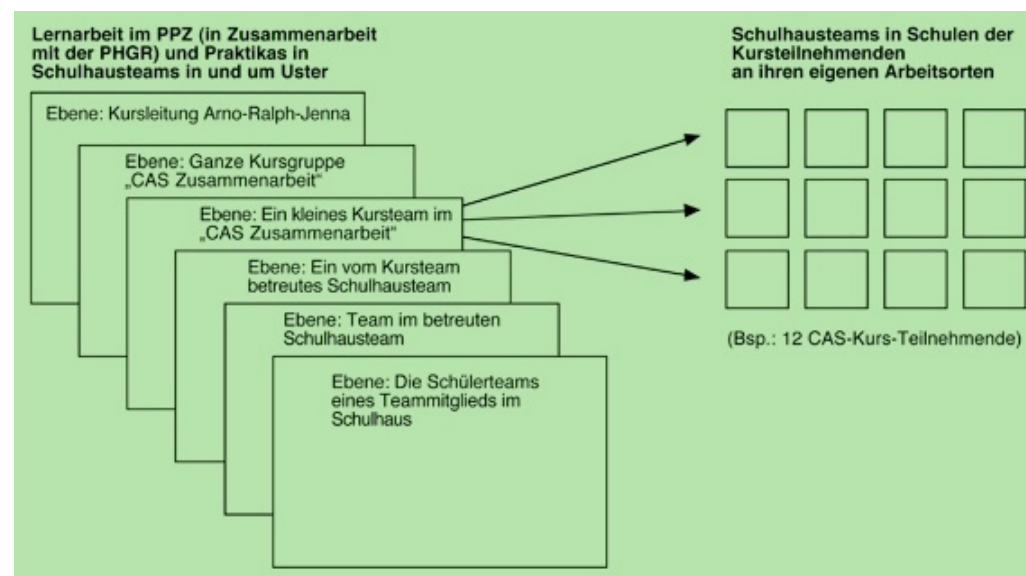 Lernarbeit im PPZ (in Zusammenarbeit
mit der PHGR) und Praktikas in
Schulhausteams in und um Uster
Ebene: Kursleitung Arno-Ralph-Jenna
Ebene: Ganze Kursgruppe
„CAS Zusammenarbeit“
Ebene: Ein kleines Kursteam im
„CAS Zusammenarbeit“
Ebene: Ein vom Kursteam
betreutes Schulhausteam
Ebene: Team im betreuten
Schulhausteam
Ebene: Die Schülerteams
eines Teammitglieds im
Schulhaus
Schulhausteams in Schulen der
Kursteilnehmenden
an ihren eigenen Arbeitsorten
(Bsp.: 12 CAS-Kurs-Teilnehmende)